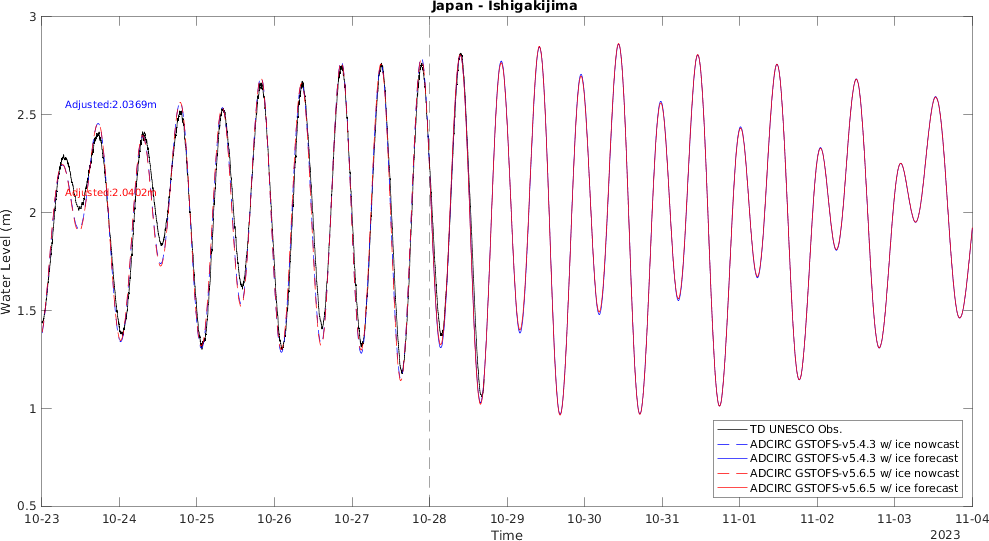 Japan - Ishigakijima
3
2.5
2
1.5
1
0.5
Water Level (m)
Adjusted:2.0369m
Adjusted:2.0402m
TD UNESCO Obs.
ADCIRC GSTOFS-v5.4.3 w/ ice nowcast
ADCIRC GSTOFS-v5.4.3 w/ ice forecast
ADCIRC GSTOFS-v5.6.5 w/ ice nowcast
ADCIRC GSTOFS-v5.6.5 w/ ice forecast
10-23 10-24 10-25 10-26 10-27 10-28 10-29 10-30 10-31 11-01 11-02 11-03 11-04
Time
2023